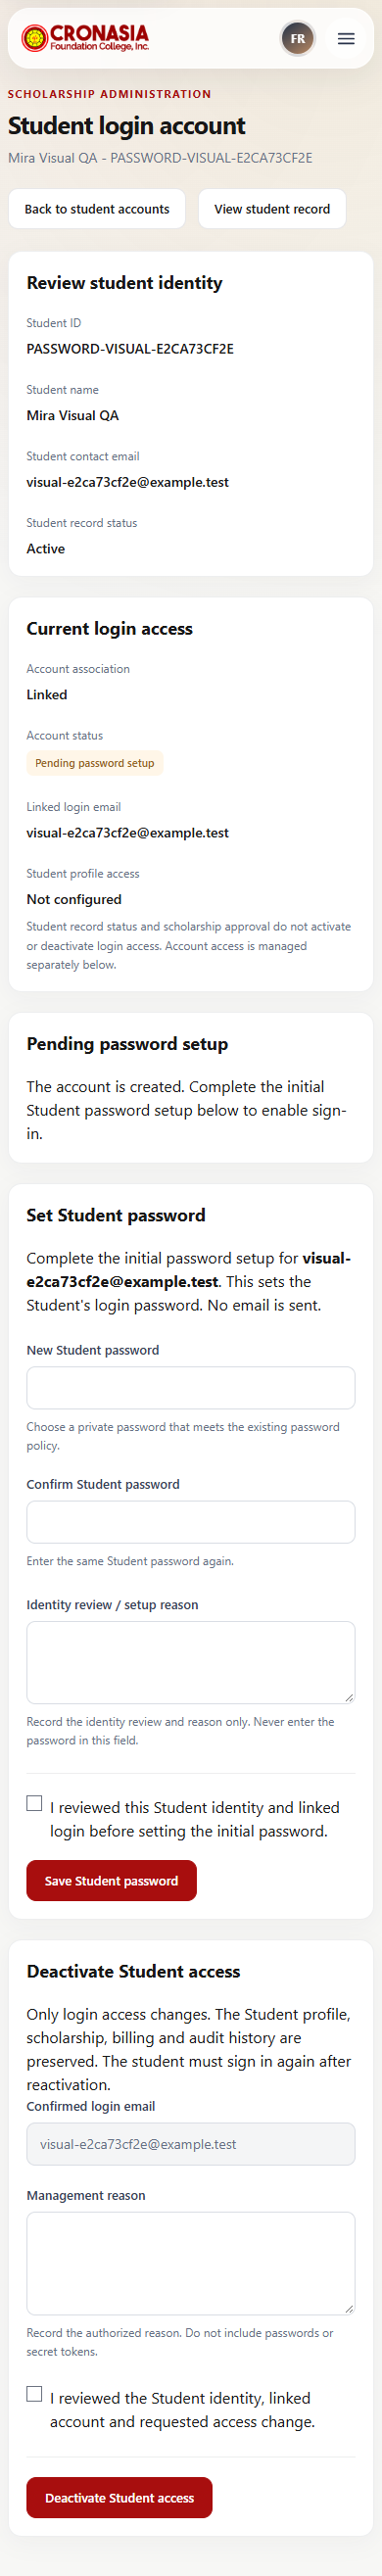 CRONASIA
Foundation College, Inc.
FR
SCHOLARSHIP ADMINISTRATION
Student login account
Mira Visual QA - PASSWORD-VISUAL-E2CA73CF2E
Back to student accounts
View student record
Review student identity
Student ID
PASSWORD-VISUAL-E2CA73CF2E
Student name
Mira Visual QA
Student contact email
visual-e2ca73cf2e@example.test
Student record status
Active
Current login access
Account association
Linked
Account status
Pending password setup
Linked login email
visual-e2ca73cf2e@example.test
Student profile access
Not configured
Student record status and scholarship approval do not activate
or deactivate login access. Account access is managed
separately below.
Pending password setup
The account is created. Complete the initial
Student password setup below to enable sign-
in.
Set Student password
Complete the initial password setup for visual-
e2ca73cf2e@example.test. This sets the
Student's login password. No email is sent.
New Student password
Choose a private password that meets the existing password
policy.
Confirm Student password
Enter the same Student password again.
Identity review / setup reason
Record the identity review and reason only. Never enter the
password in this field.
I reviewed this Student identity and linked
login before setting the initial password.
Save Student password
Deactivate Student access
Only login access changes. The Student profile,
scholarship, billing and audit history are
preserved. The student must sign in again after
reactivation.
Confirmed login email
visual-e2ca73cf2e@example.test
Management reason
Record the authorized reason. Do not include passwords or
secret tokens.
I reviewed the Student identity, linked
account and requested access change.
Deactivate Student access